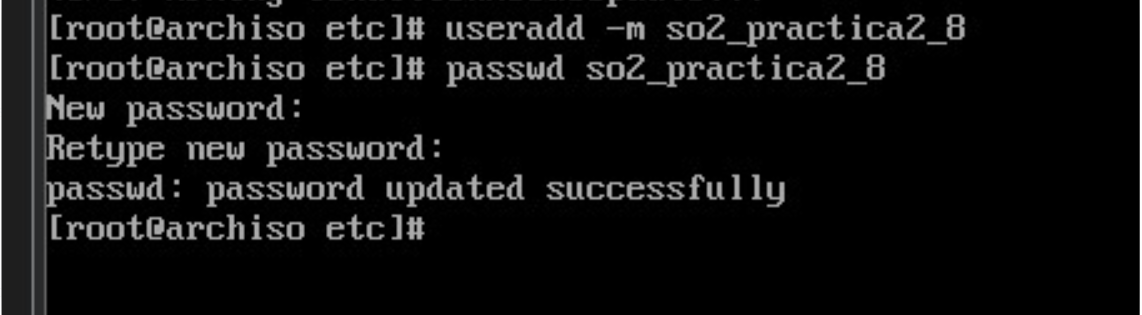 [root@archiso etc]# useradd -m so2_practica2_8
[root@archiso etc]# passwd so2_practica2_8
New password:
Retype new password:
passwd: password updated successfully
[root@archiso etc]#